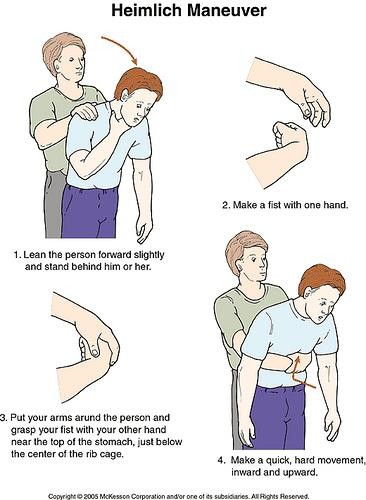 Heimlich Maneuver
1. Lean the person forward slightly
and stand behind him or her.
2. Make a fist with one hand.
3. Put your arms arund the person and
grasp your fist with your other hand
near the top of the stomach, just below
the center of the rib cage.
4. Make a quick, hard movement,
inward and upward.
Copyright © 2005 McKesson Corporation and/or one of its subsidiaries. All Rights Reserved.